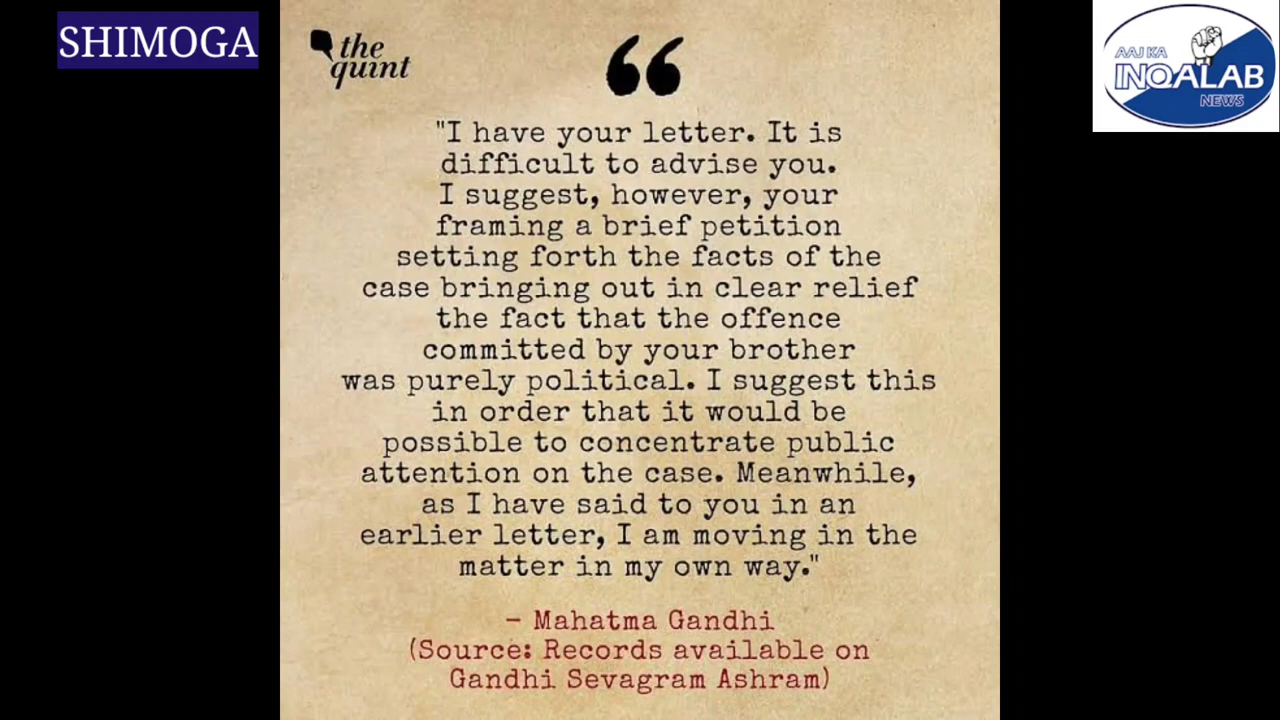 SHIMOGA
the
quint
AAJ KA
INQALAB
NEWS
"I have your letter. It is
difficult to advise you.
I suggest, however, your
framing a brief petition
setting forth the facts of the
case bringing out in clear relief
the fact that the offence
committed by your brother
was purely political. I suggest this
in order that it would be
possible to concentrate public
attention on the case. Meanwhile,
as I have said to you in an
earlier letter, I am moving in the
matter in my own way."
– Mahatma Gandhi
(Source: Records available on
Gandhi Sevagram Ashram)